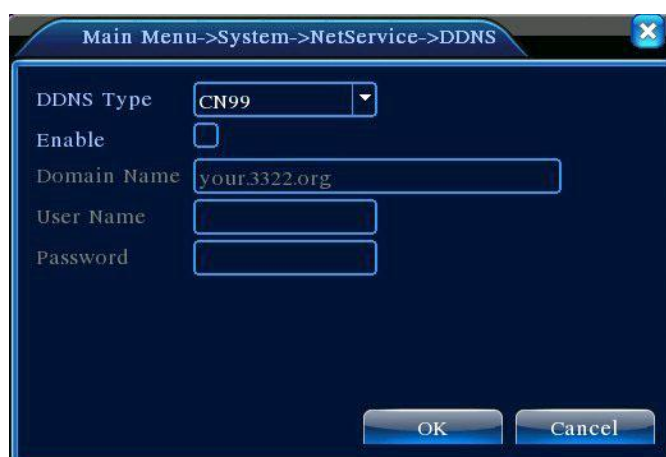 Main Menu->System->NetService->DDNS
DDNS Type CN99
Enable
Domain Name your.3322.org
User Name
Password
OK Cancel